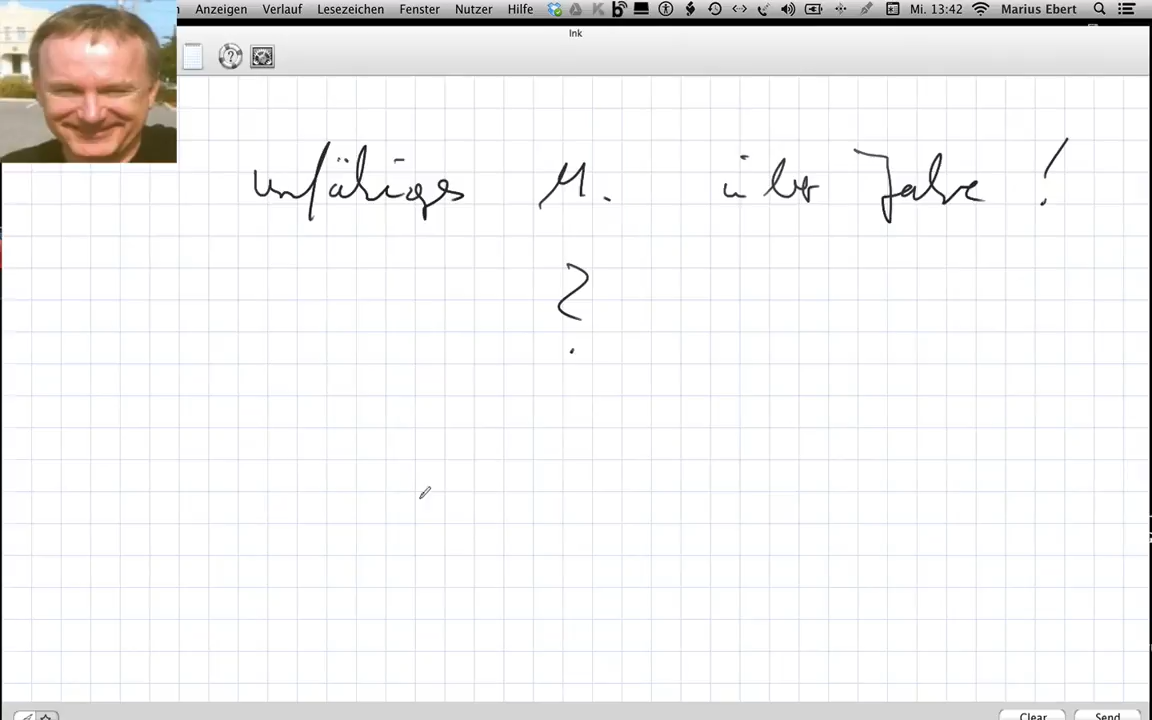 Anzeigen Verlauf Lesezeichen Fenster Nutzer Hilfe Mi. 13:42 Marius Ebert
Ink
unfähiges M. über Jahre !
?
Clear Send